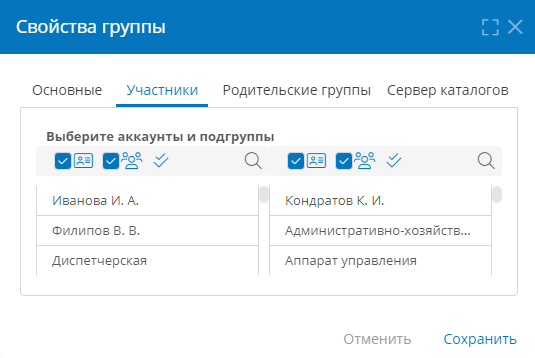 Свойства группы
Основные Участники Родительские группы Сервер каталогов
Выберите аккаунты и подгруппы
Иванова И. А. Кондратов К. И.
Филипов В. В. Административно-хозяйств...
Диспетчерская Аппарат управления
Отменить Сохранить